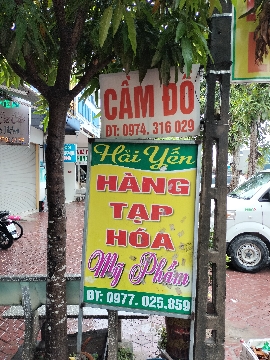 CẦM ĐỒ
ĐT: 0974. 316 029
Hải Yến
HÀNG
TẠP
HÓA
Mỹ Phẩm
ĐT: 0977. 025.859